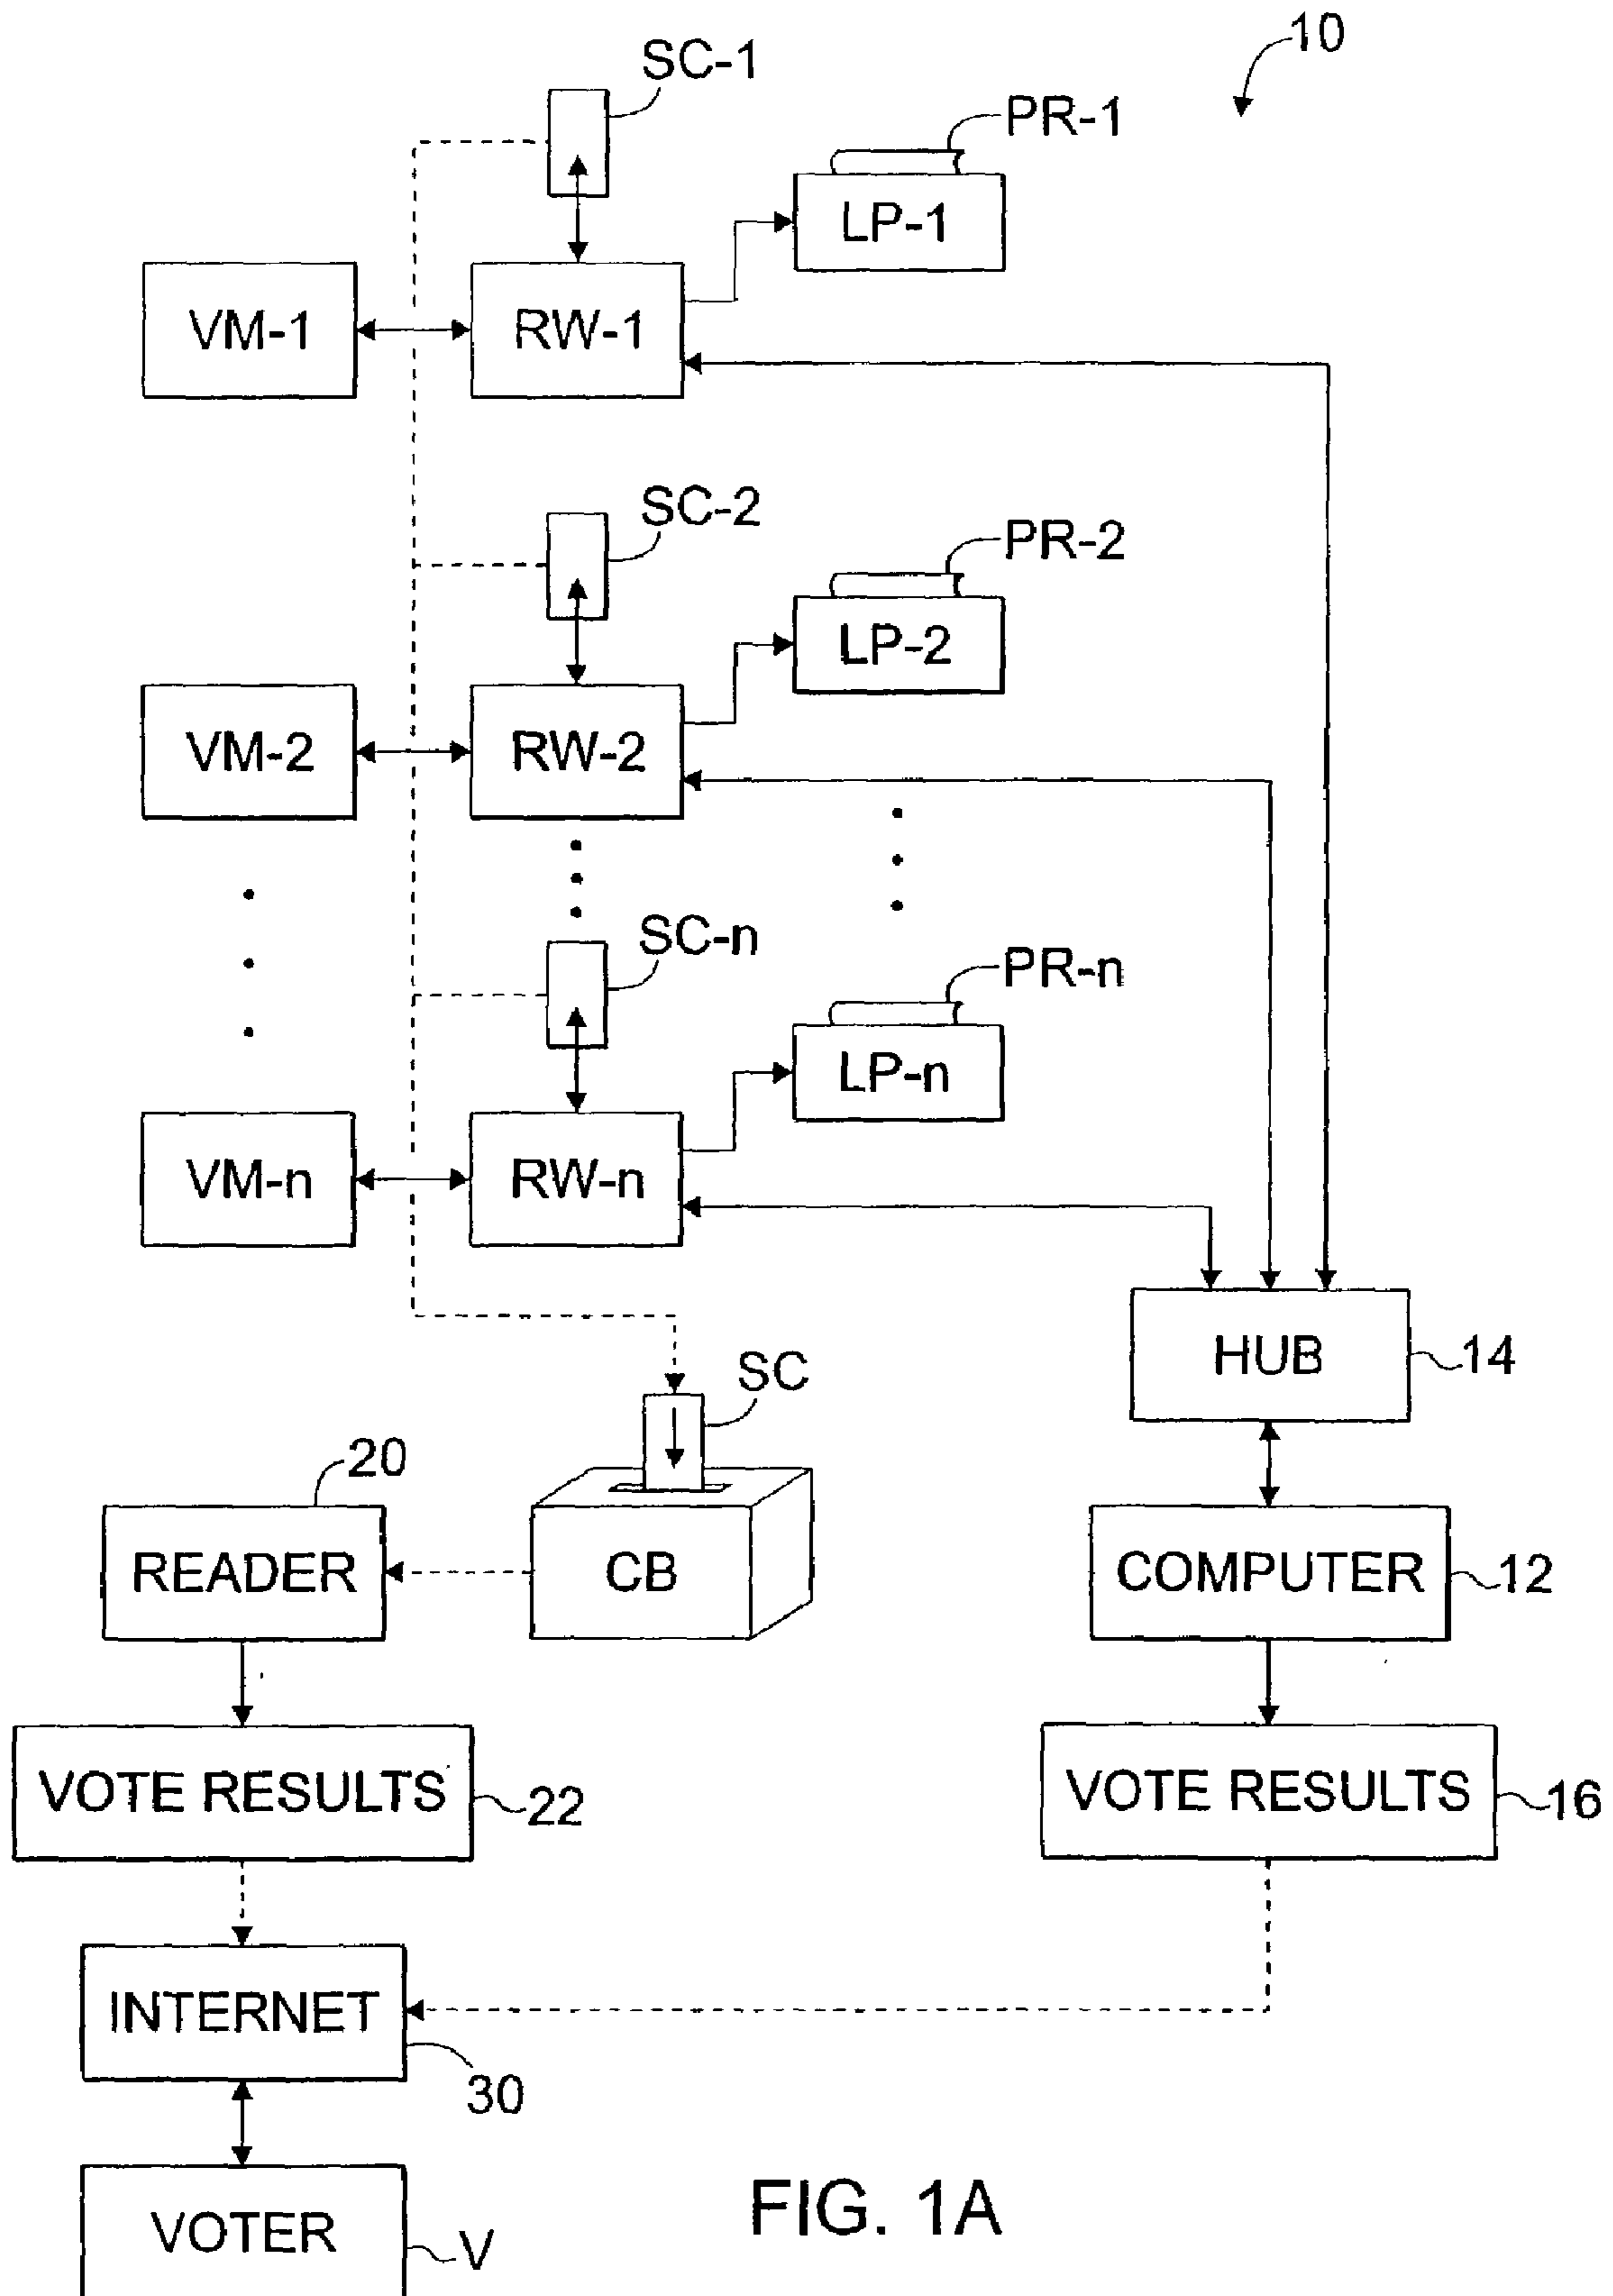 10
SC-1
PR-1
LP-1
VM-1
RW-1
SC-2
PR-2
LP-2
VM-2
RW-2
SC-n
PR-n
LP-n
VM-n
RW-n
HUB
14
SC
20
READER
CB
COMPUTER
12
VOTE RESULTS
22
VOTE RESULTS
16
INTERNET
30
VOTER
V
FIG. 1A